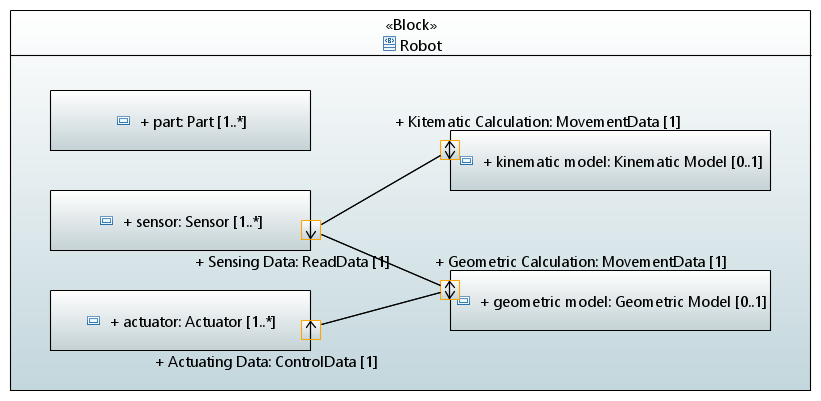 «Block»
Robot
+ part: Part [1..*]
+ Kitematic Calculation: MovementData [1]
+ kinematic model: Kinematic Model [0..1]
+ sensor: Sensor [1..*]
+ Sensing Data: ReadData [1]
+ Geometric Calculation: MovementData [1]
+ geometric model: Geometric Model [0..1]
+ actuator: Actuator [1..*]
+ Actuating Data: ControlData [1]